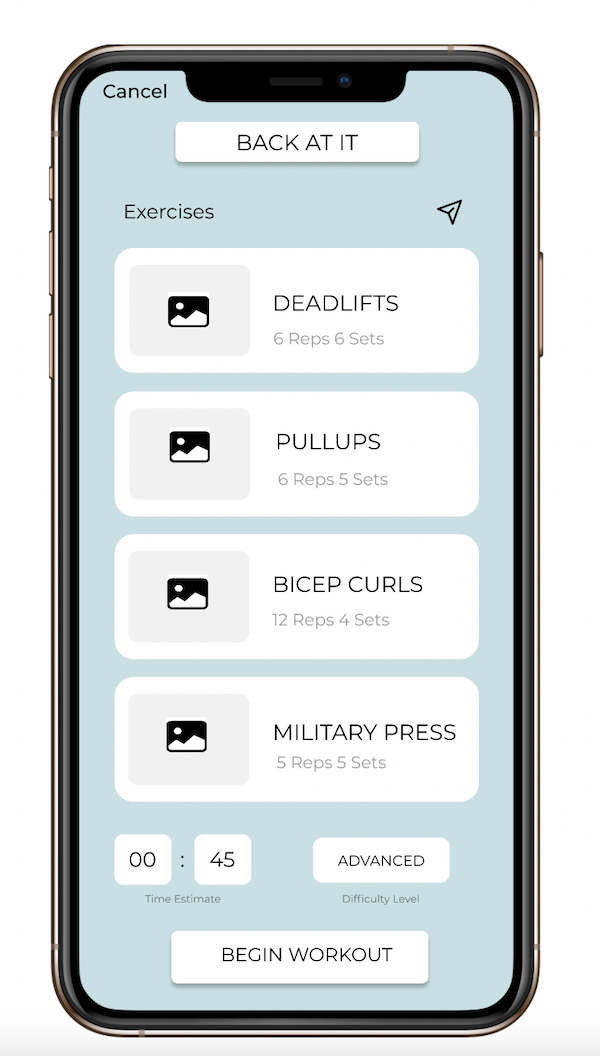 Cancel
BACK AT IT
Exercises
DEADLIFTS
6 Reps 6 Sets
PULLUPS
6 Reps 5 Sets
BICEP CURLS
12 Reps 4 Sets
MILITARY PRESS
5 Reps 5 Sets
00 : 45
ADVANCED
Time Estimate
Difficulty Level
BEGIN WORKOUT